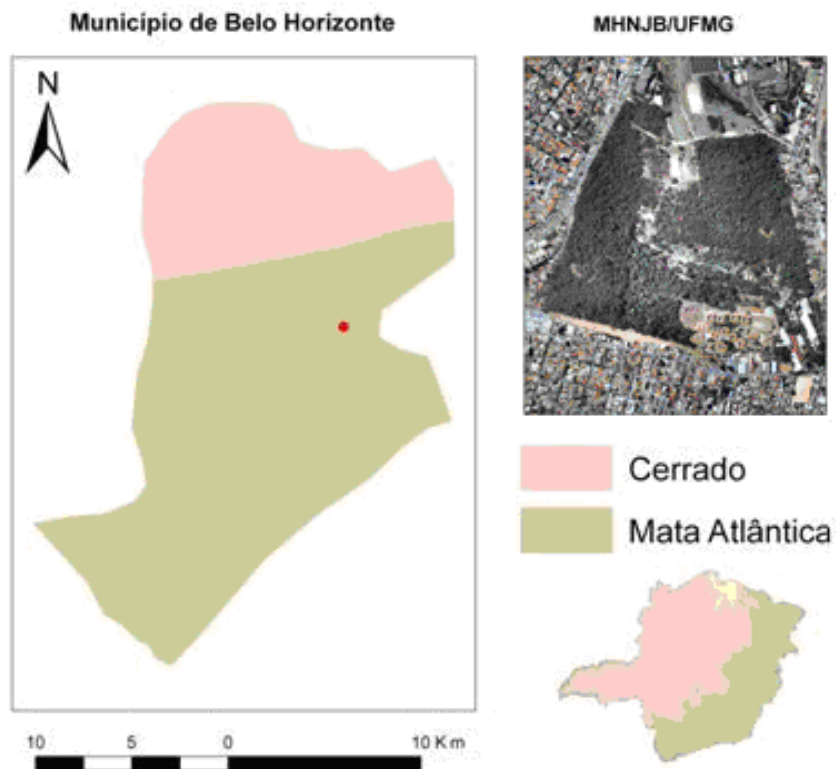 Município de Belo Horizonte
MHNJB/UFMG
N
Cerrado
Mata Atlântica
10 5 0 10 Km